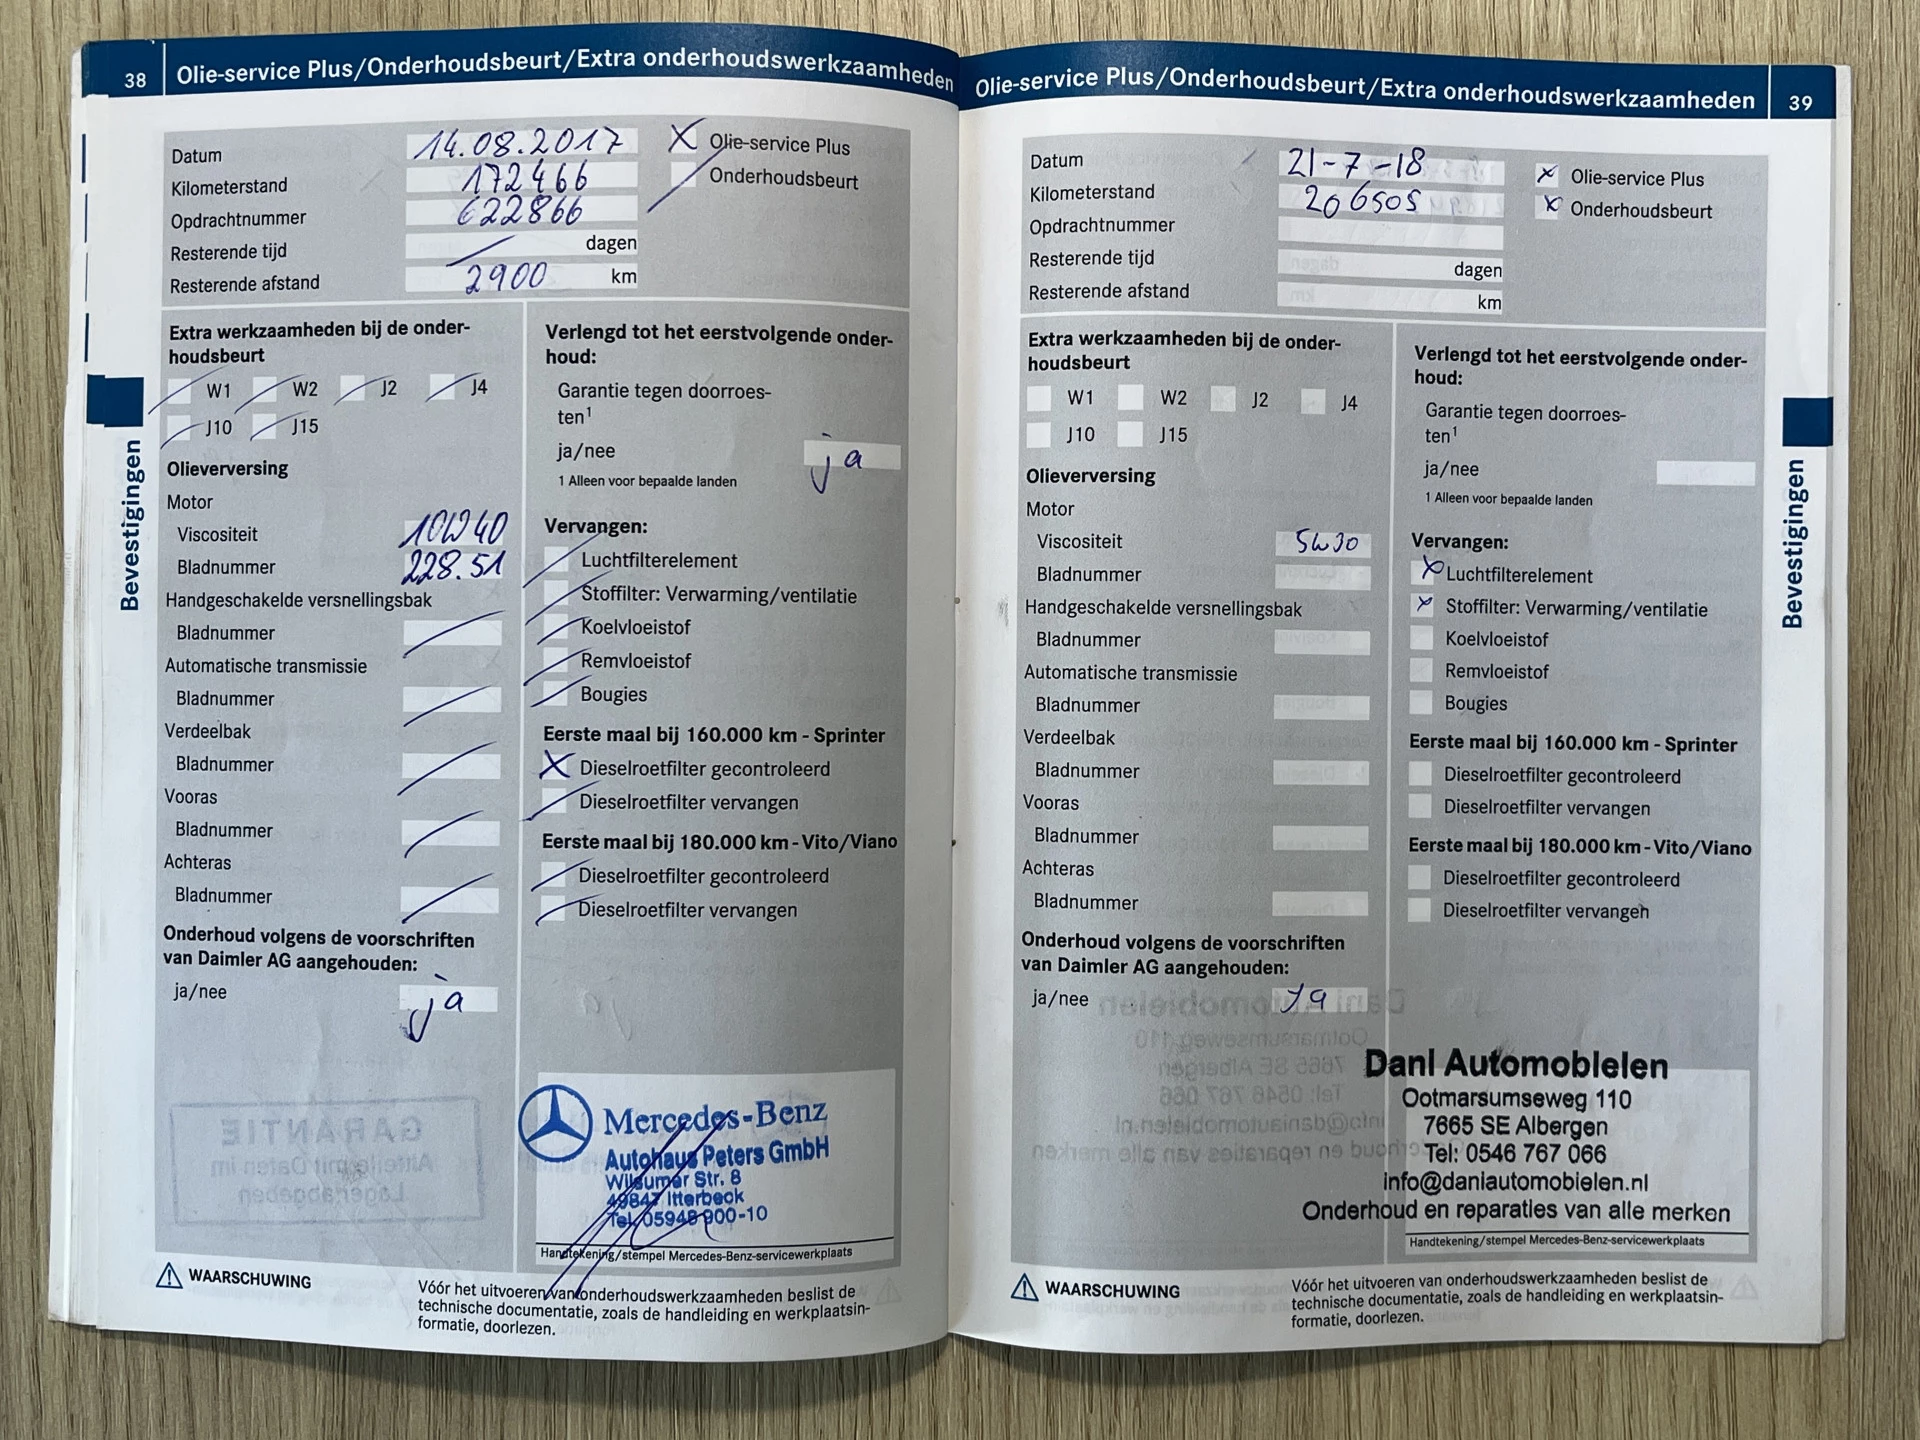 38 Olie-service Plus/Onderhoudsbeurt/Extra onderhoudswerkzaamheden
Datum 14.08.2017 X Olie-service Plus
Kilometerstand 172466 Onderhoudsbeurt
Opdrachtnummer 622866
Resterende tijd dagen
Resterende afstand 2900 km
Extra werkzaamheden bij de onder-
houdsbeurt
W1 W2 J2 J4
J10 J15
Olieverversing
Motor
Viscositeit 10W40
Bladnummer 228.51
Handgeschakelde versnellingsbak
Bladnummer
Automatische transmissie
Bladnummer
Verdeelbak
Bladnummer
Vooras
Bladnummer
Achteras
Bladnummer
Onderhoud volgens de voorschriften
van Daimler AG aangehouden:
ja/nee ja
Verlengd tot het eerstvolgende onder-
houd:
Garantie tegen doorroes-
ten¹
ja/nee ja
1 Alleen voor bepaalde landen
Vervangen:
Luchtfilterelement
Stoffilter: Verwarming/ventilatie
Koelvloeistof
Remvloeistof
Bougies
Eerste maal bij 160.000 km - Sprinter
X Dieselroetfilter gecontroleerd
Dieselroetfilter vervangen
Eerste maal bij 180.000 km - Vito/Viano
Dieselroetfilter gecontroleerd
Dieselroetfilter vervangen
Mercedes-Benz
Autohaus Peters GmbH
Wilsumer Str. 8
49847 Itterbeck
Tel. 05948 900-10
Handtekening/stempel Mercedes-Benz-servicewerkplaats
WAARSCHUWING
Vóór het uitvoeren van onderhoudswerkzaamheden beslist de
technische documentatie, zoals de handleiding en werkplaatsin-
formatie, doorlezen.
Bevestigingen
Olie-service Plus/Onderhoudsbeurt/Extra onderhoudswerkzaamheden 39
Datum 21-7-18 x Olie-service Plus
Kilometerstand 206505 x Onderhoudsbeurt
Opdrachtnummer
Resterende tijd dagen
Resterende afstand km
Extra werkzaamheden bij de onder-
houdsbeurt
W1 W2 J2 J4
J10 J15
Olieverversing
Motor
Viscositeit 5w30
Bladnummer
Handgeschakelde versnellingsbak
Bladnummer
Automatische transmissie
Bladnummer
Verdeelbak
Bladnummer
Vooras
Bladnummer
Achteras
Bladnummer
Onderhoud volgens de voorschriften
van Daimler AG aangehouden:
ja/nee ja
Verlengd tot het eerstvolgende onder-
houd:
Garantie tegen doorroes-
ten¹
ja/nee
1 Alleen voor bepaalde landen
Vervangen:
x Luchtfilterelement
x Stoffilter: Verwarming/ventilatie
Koelvloeistof
Remvloeistof
Bougies
Eerste maal bij 160.000 km - Sprinter
Dieselroetfilter gecontroleerd
Dieselroetfilter vervangen
Eerste maal bij 180.000 km - Vito/Viano
Dieselroetfilter gecontroleerd
Dieselroetfilter vervangen
Dani Automobielen
Ootmarsumseweg 110
7665 SE Albergen
Tel: 0546 767 066
info@daniautomobielen.nl
Onderhoud en reparaties van alle merken
Handtekening/stempel Mercedes-Benz-servicewerkplaats
WAARSCHUWING
Vóór het uitvoeren van onderhoudswerkzaamheden beslist de
technische documentatie, zoals de handleiding en werkplaatsin-
formatie, doorlezen.
Bevestigingen